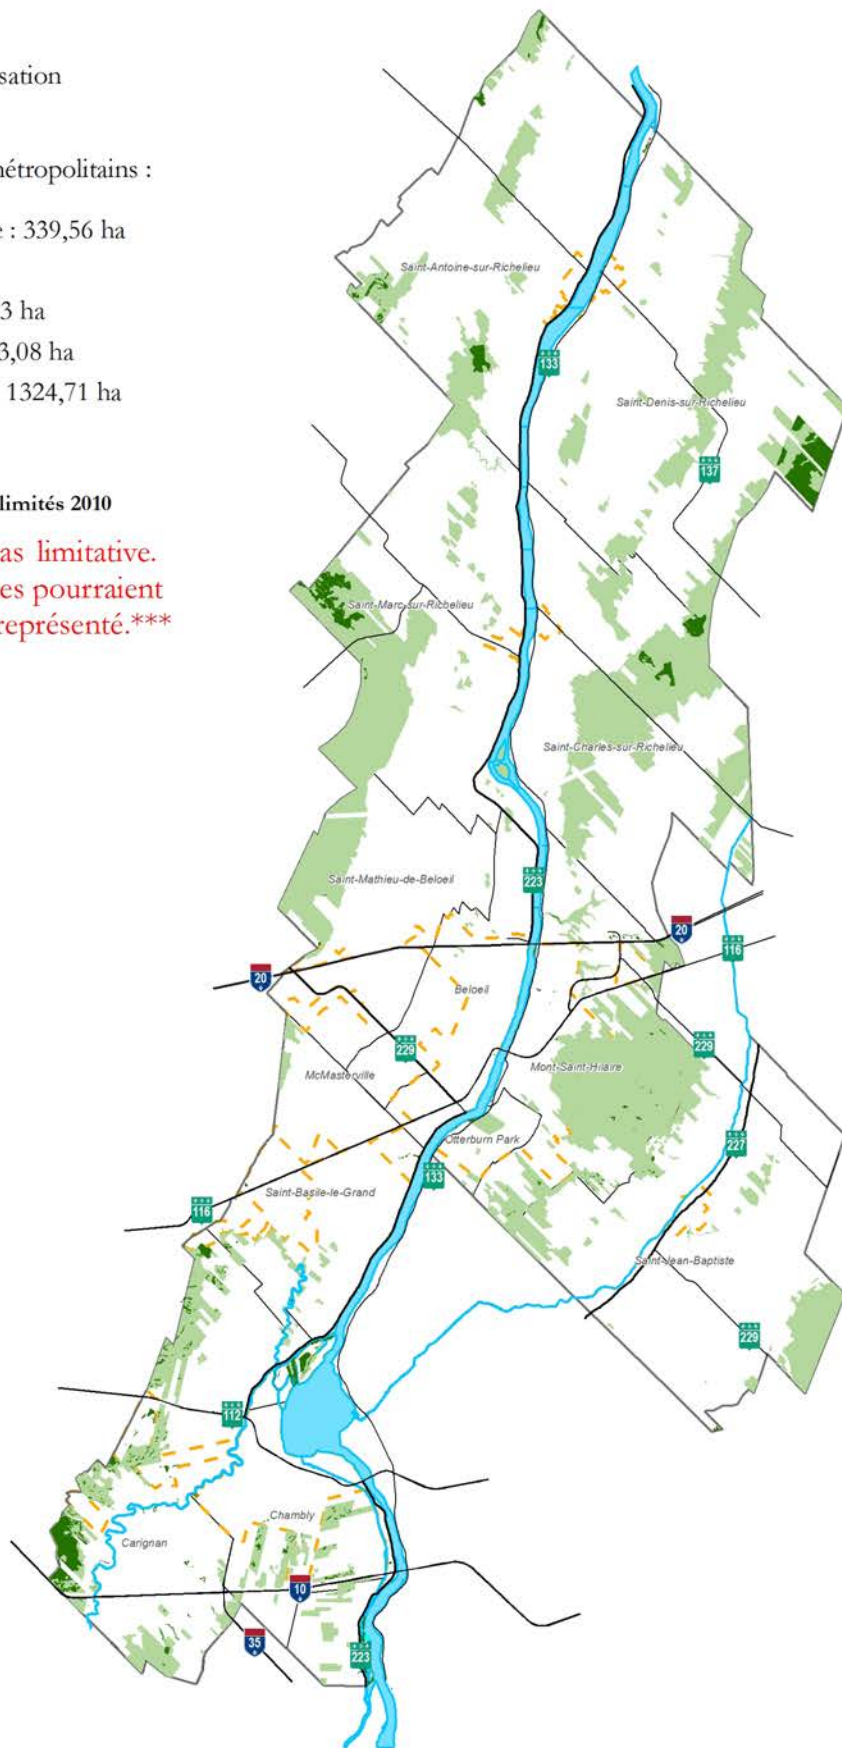 sation
nétropolitains :
e : 339,56 ha
3 ha
3,08 ha
1324,71 ha
limités 2010
as limitative.
es pourraient
représenté.***
Saint-Antoine-sur-Richelieu
133
Saint-Denis-sur-Richelieu
137
Saint-Marc-sur-Richelieu
Saint-Charles-sur-Richelieu
Saint-Mathieu-de-Beloeil
223
20
116
20
Beloeil
229
229
McMasterville
Mont-Saint-Hilaire
Otterburn Park
227
133
Saint-Basile-le-Grand
116
Saint-Jean-Baptiste
229
112
Chambly
Carignan
10
35
223